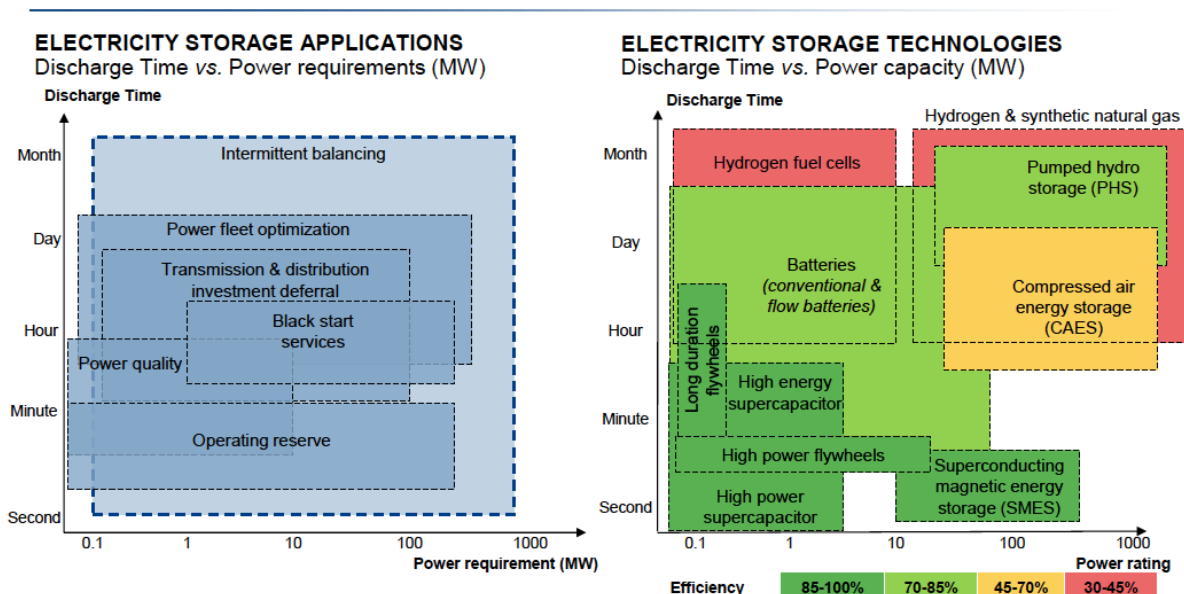 ELECTRICITY STORAGE APPLICATIONS
Discharge Time vs. Power requirements (MW)
Discharge Time
Month
Day
Hour
Minute
Second
Intermittent balancing
Power fleet optimization
Transmission & distribution
investment deferral
Black start
services
Power quality
Operating reserve
0.1
1
10
100
1000
Power requirement (MW)
ELECTRICITY STORAGE TECHNOLOGIES
Discharge Time vs. Power capacity (MW)
Discharge Time
Hydrogen & synthetic natural gas
Month
Day
Hour
Minute
Second
Hydrogen fuel cells
Pumped hydro
storage (PHS)
Batteries
(conventional &
flow batteries)
Compressed air
energy storage
(CAES)
Long duration
flywheels
High energy
supercapacitor
High power flywheels
High power
supercapacitor
Superconducting
magnetic energy
storage (SMES)
0.1
1
10
100
1000
Power rating
Efficiency
85-100%
70-85%
45-70%
30-45%